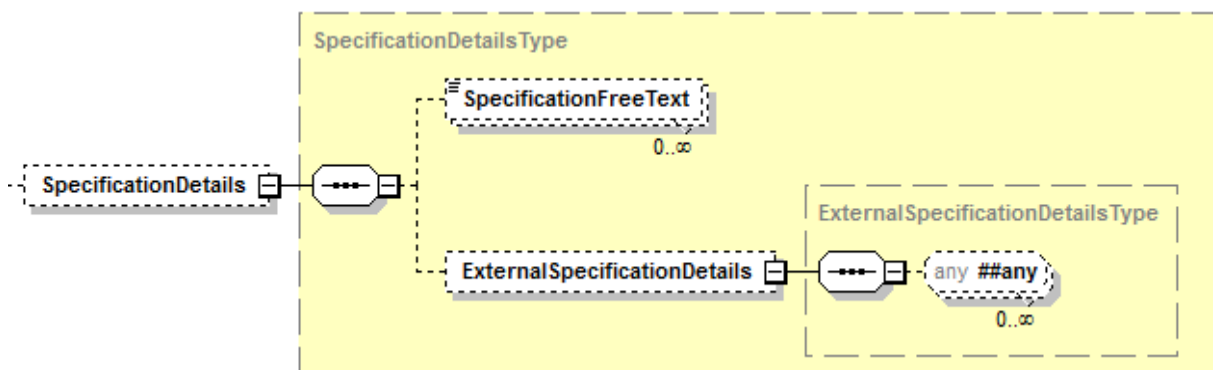 SpecificationDetailsType
SpecificationFreeText
0..∞
SpecificationDetails
ExternalSpecificationDetailsType
ExternalSpecificationDetails
any ##any
0..∞